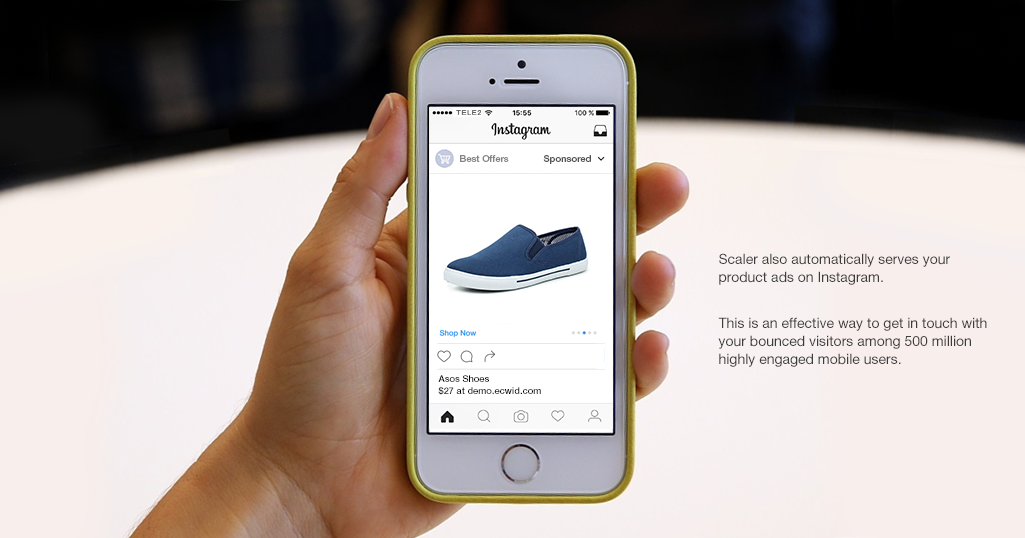 TELE2 15:55 100 %
Instagram
Best Offers Sponsored
Shop Now
Asos Shoes
$27 at demo.ecwid.com
Scaler also automatically serves your
product ads on Instagram.
This is an effective way to get in touch with
your bounced visitors among 500 million
highly engaged mobile users.